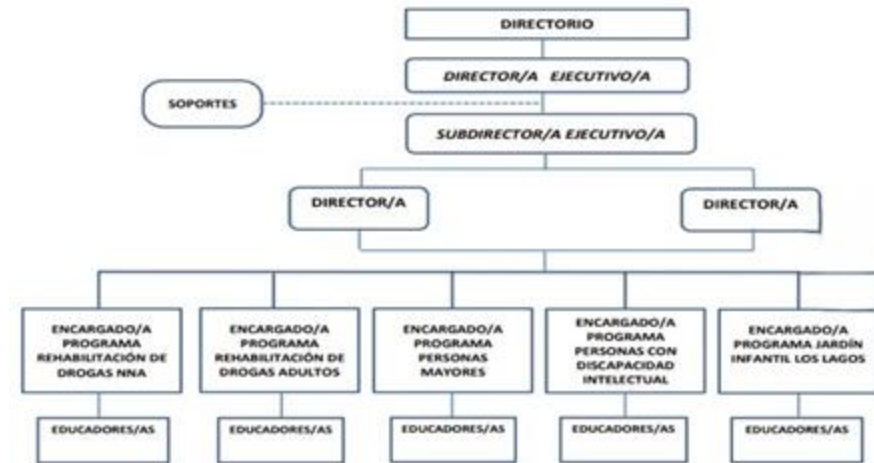 DIRECTORIO
DIRECTOR/A EJECUTIVO/A
SOPORTES
SUBDIRECTOR/A EJECUTIVO/A
DIRECTOR/A
DIRECTOR/A
ENCARGADO/A
PROGRAMA
REHABILITACIÓN DE
DROGAS NNA
ENCARGADO/A
PROGRAMA
REHABILITACIÓN DE
DROGAS ADULTOS
ENCARGADO/A
PROGRAMA
PERSONAS
MAYORES
ENCARGADO/A
PROGRAMA
PERSONAS CON
DISCAPACIDAD
INTELECTUAL
ENCARGADO/A
PROGRAMA JARDÍN
INFANTIL LOS LAGOS
EDUCADORES/AS
EDUCADORES/AS
EDUCADORES/AS
EDUCADORES/AS
EDUCADORES/AS